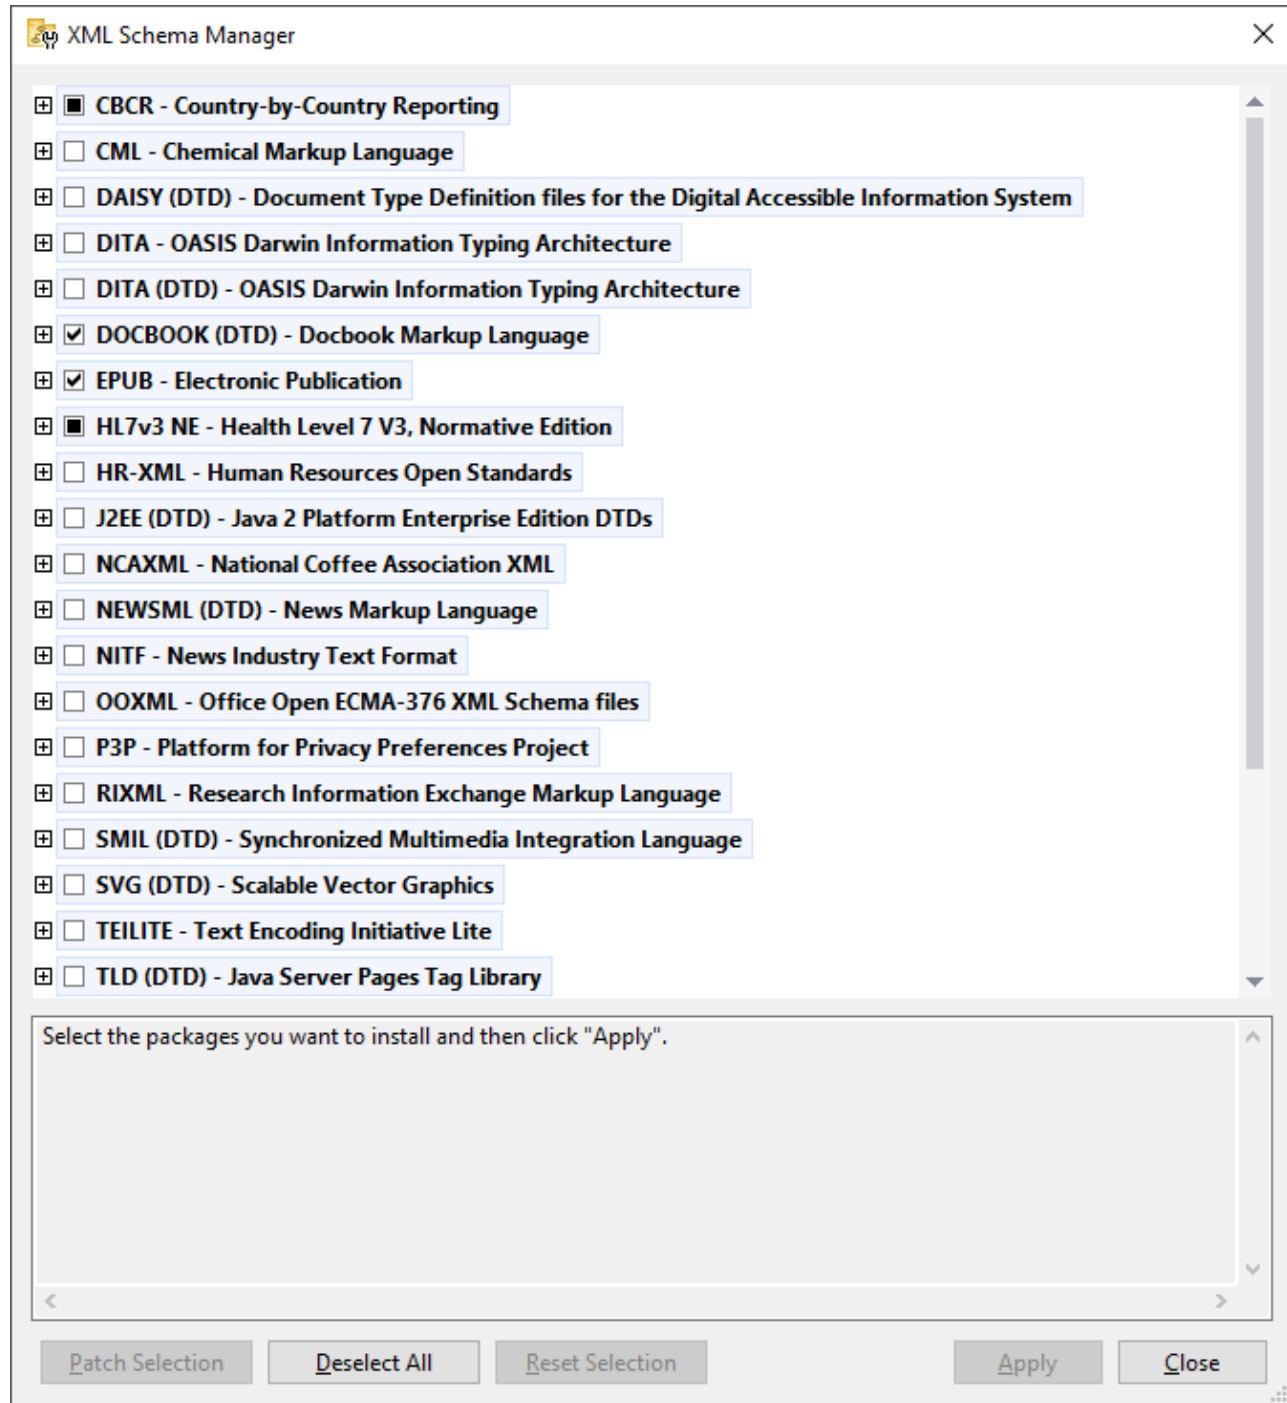 XML Schema Manager
CBCR - Country-by-Country Reporting
CML - Chemical Markup Language
DAISY (DTD) - Document Type Definition files for the Digital Accessible Information System
DITA - OASIS Darwin Information Typing Architecture
DITA (DTD) - OASIS Darwin Information Typing Architecture
DOCBOOK (DTD) - Docbook Markup Language
EPUB - Electronic Publication
HL7v3 NE - Health Level 7 V3, Normative Edition
HR-XML - Human Resources Open Standards
J2EE (DTD) - Java 2 Platform Enterprise Edition DTDs
NCAXML - National Coffee Association XML
NEWSML (DTD) - News Markup Language
NITF - News Industry Text Format
OOXML - Office Open ECMA-376 XML Schema files
P3P - Platform for Privacy Preferences Project
RIXML - Research Information Exchange Markup Language
SMIL (DTD) - Synchronized Multimedia Integration Language
SVG (DTD) - Scalable Vector Graphics
TEILITE - Text Encoding Initiative Lite
TLD (DTD) - Java Server Pages Tag Library
Select the packages you want to install and then click "Apply".
Patch Selection Deselect All Reset Selection Apply Close